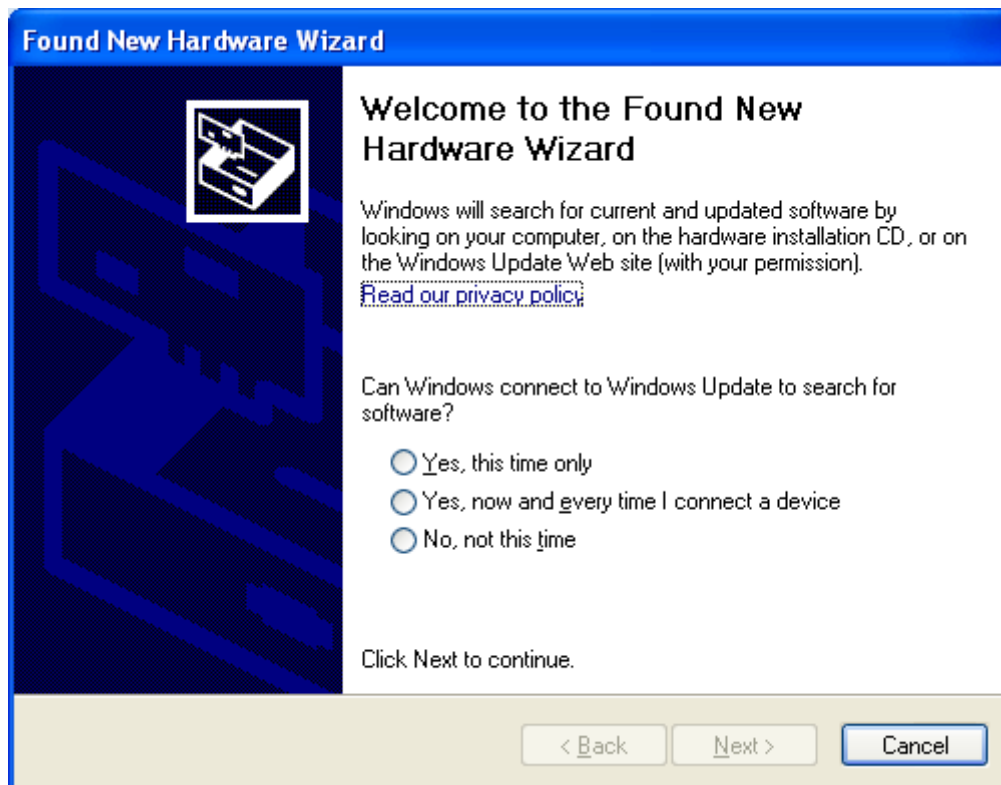 Found New Hardware Wizard
Welcome to the Found New
Hardware Wizard
Windows will search for current and updated software by
looking on your computer, on the hardware installation CD, or on
the Windows Update Web site (with your permission).
Read our privacy policy
Can Windows connect to Windows Update to search for
software?
Yes, this time only
Yes, now and every time I connect a device
No, not this time
Click Next to continue.
< Back
Next >
Cancel